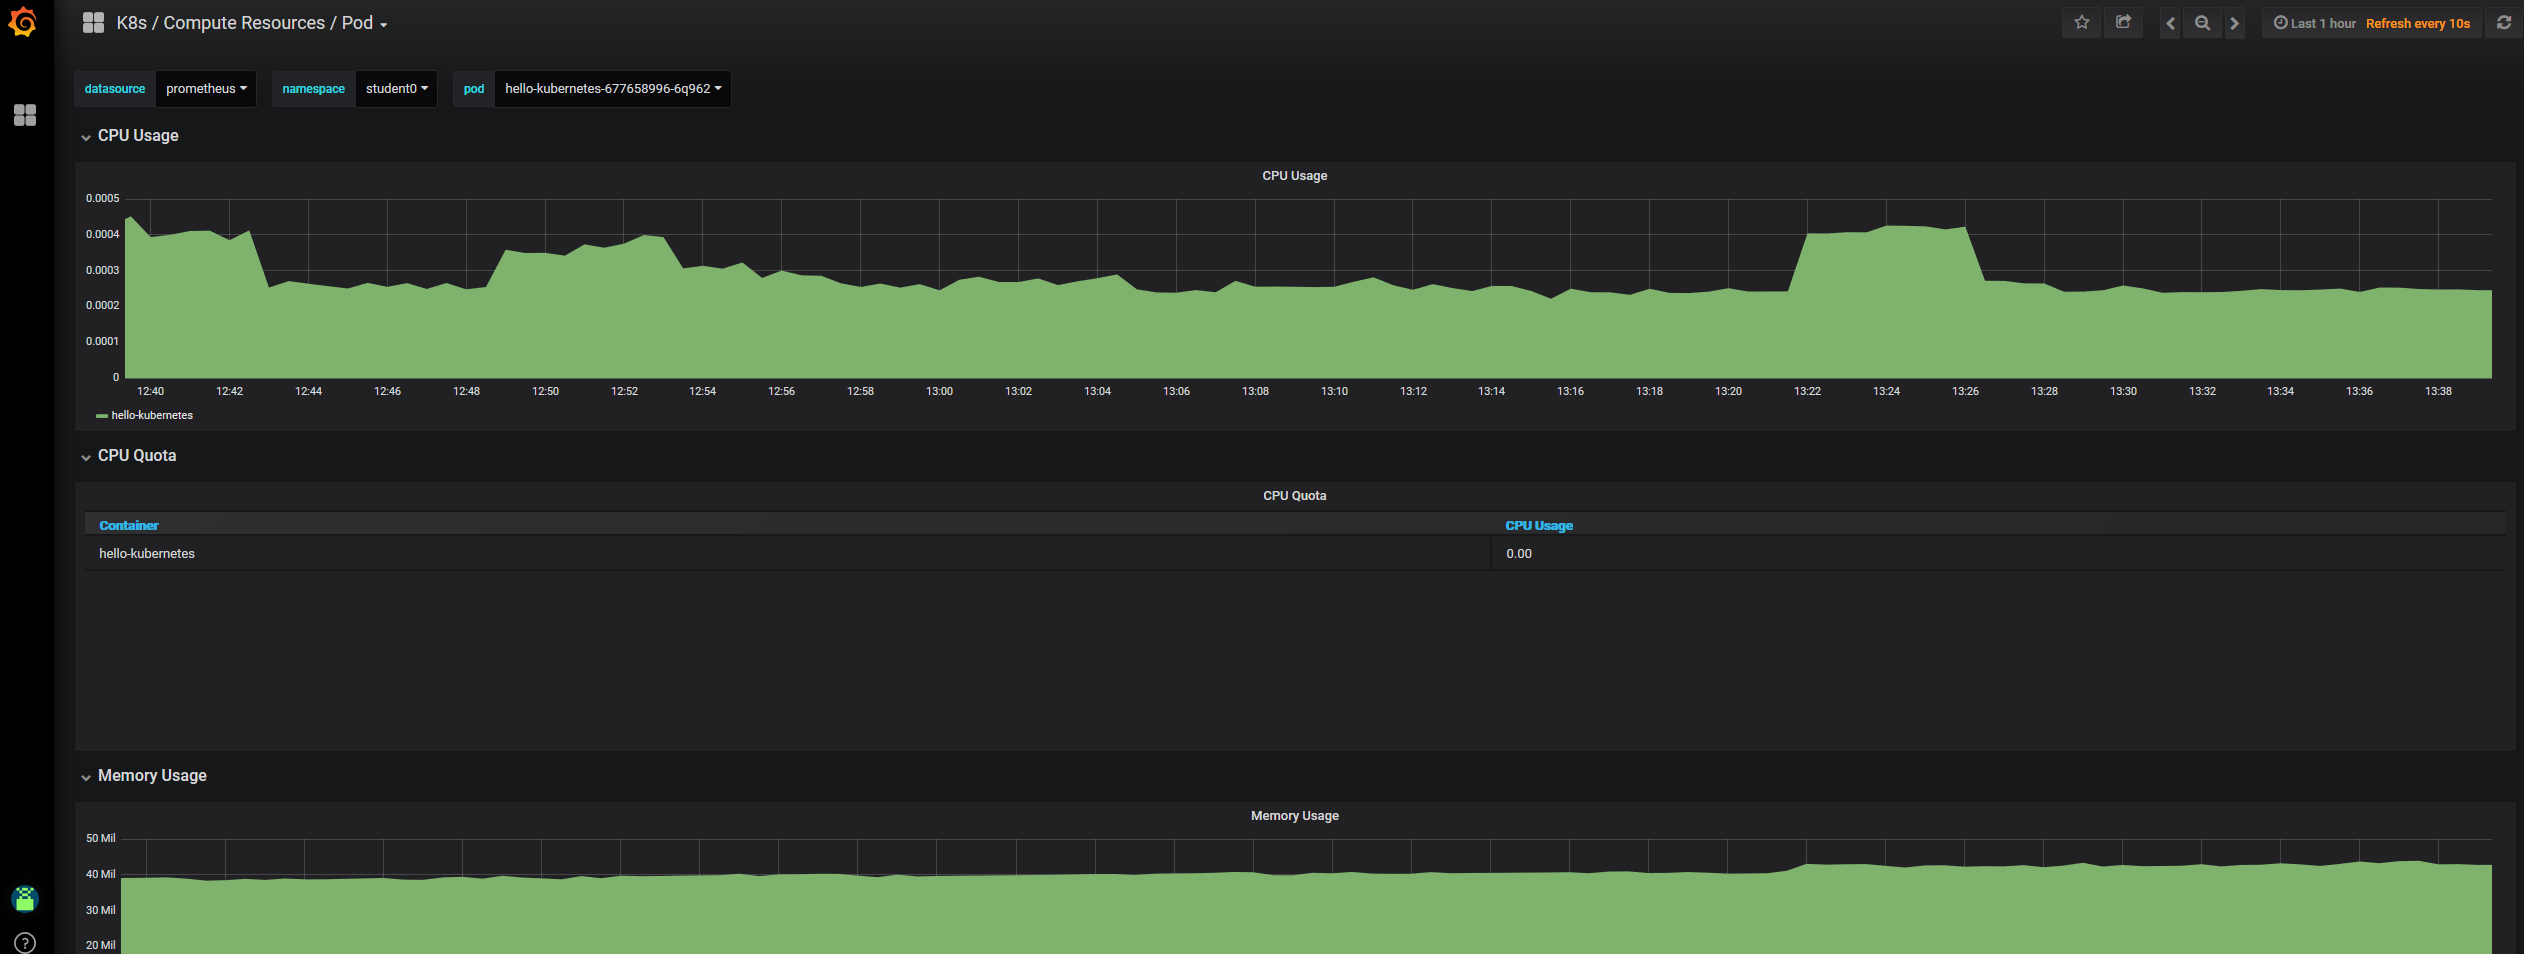 K8s / Compute Resources / Pod
Last 1 hour Refresh every 10s
datasource prometheus namespace student0 pod hello-kubernetes-677658996-6q962
CPU Usage
CPU Usage
0.0005
0.0004
0.0003
0.0002
0.0001
0
12:40 12:42 12:44 12:46 12:48 12:50 12:52 12:54 12:56 12:58 13:00 13:02 13:04 13:06 13:08 13:10 13:12 13:14 13:16 13:18 13:20 13:22 13:24 13:26 13:28 13:30 13:32 13:34 13:36 13:38
hello-kubernetes
CPU Quota
CPU Quota
Container CPU Usage
hello-kubernetes 0.00
Memory Usage
Memory Usage
50 Mil
40 Mil
30 Mil
20 Mil
?